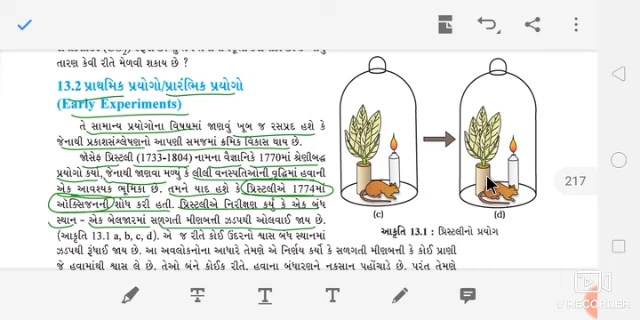 તારણ કેવી રીતે મેળવી શકાય છે ?
13.2 પ્રાથમિક પ્રયોગો/પ્રારંભિક પ્રયોગો
(Early Experiments)
તે સામાન્ય પ્રયોગોના વિષયમાં જાણવું ખૂબ જ રસપ્રદ હશે કે
જેનાથી પ્રકાશસંશ્લેષણનો આપણી સમજમાં ક્રમિક વિકાસ થાય છે.
જોસેફ પ્રિસ્ટલી (1733-1804) નામના વૈજ્ઞાનિકે 1770માં શ્રેણીબદ્ધ
પ્રયોગો કર્યા, જેનાથી જાણવા મળ્યું કે લીલી વનસ્પતિઓની વૃદ્ધિમાં હવાની
એક આવશ્યક ભૂમિકા છે. તમને યાદ હશે કે પ્રિસ્ટલીએ 1774માં
ઑક્સિજનની શોધ કરી હતી. પ્રિસ્ટલીએ નિરીક્ષણ કર્યું કે એક બંધ
સ્થાન - એક બેલજારમાં સળગતી મીણબત્તી ઝડપથી ઓલવાઈ જાય છે.
(આકૃતિ 13.1 a, b, c, d). એ જ રીતે કોઈ ઉંદરનો શ્વાસ બંધ સ્થાનમાં
ઝડપથી રૂંધાઈ જાય છે. આ અવલોકનોના આધારે તેમણે એ નિર્ણય કર્યો કે સળગતી મીણબત્તી કે કોઈ પ્રાણી
જે હવામાંથી શ્વાસ લે છે. તેઓ બંને કોઈક રીતે, હવાના બંધારણને નુકસાન પહોંચાડે છે. પરંતુ તેમણે
(c)
(d)
આકૃતિ 13.1 : પ્રિસ્ટલીનો પ્રયોગ
217
V RECORDER